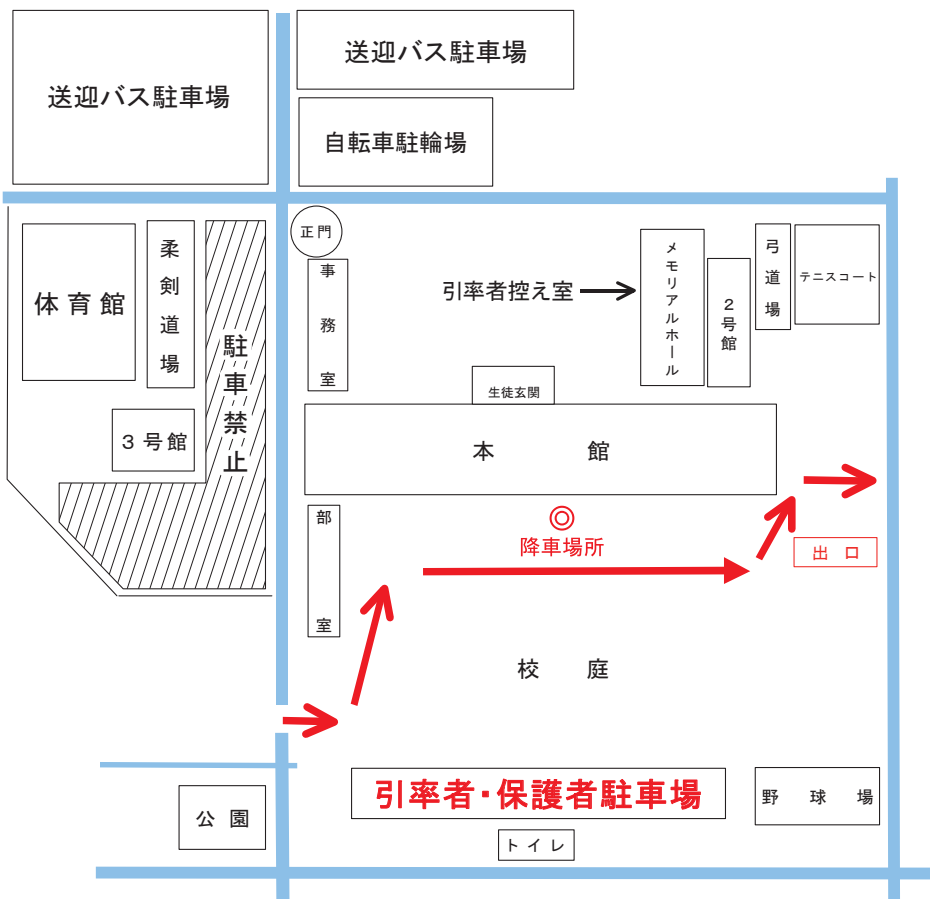 送迎バス駐車場
送迎バス駐車場
自転車駐輪場
正門
事務室
引率者控え室
メモリアルホール
2号館
弓道場
テニスコート
体育館
柔剣道場
駐車禁止
3号館
生徒玄関
本館
部室
降車場所
出口
校庭
引率者・保護者駐車場
野球場
公園
トイレ